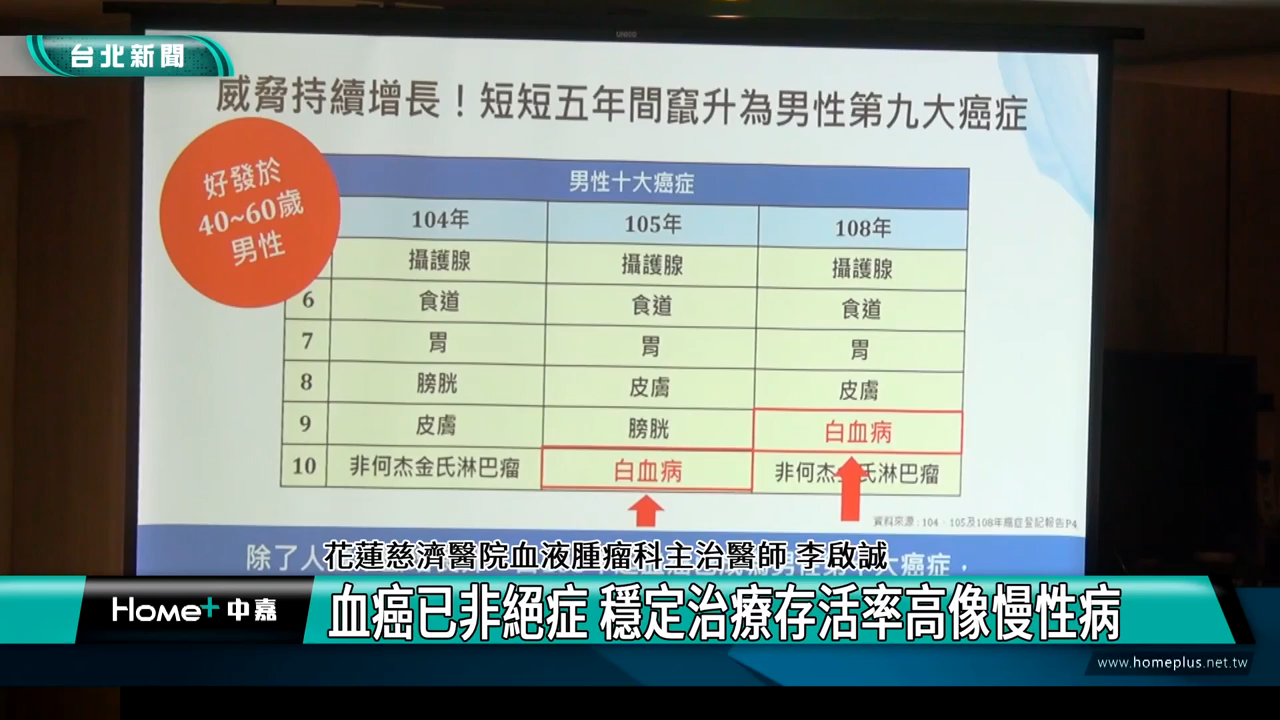 台北新聞
威脅持續增長！短短五年間竄升為男性第九大癌症
好發於
40~60歲
男性
男性十大癌症
104年 105年 108年
攝護腺 攝護腺 攝護腺
6 食道 食道 食道
7 胃 胃 胃
8 膀胱 皮膚 皮膚
9 皮膚 膀胱 白血病
10 非何杰金氏淋巴瘤 白血病 非何杰金氏淋巴瘤
資料來源：104、105及108年癌症登記報告P4
除了人
花蓮慈濟醫院血液腫瘤科主治醫師 李啟誠
Home+中嘉
血癌已非絕症 穩定治療存活率高像慢性病
www.homeplus.net.tw